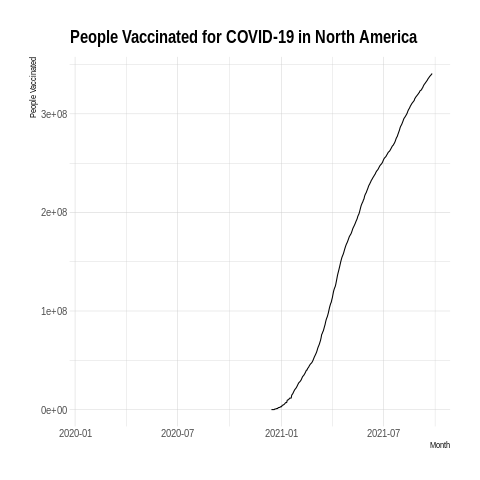 People Vaccinated for COVID-19 in North America
People Vaccinated
3e+08
2e+08
1e+08
0e+00
2020-01 2020-07 2021-01 2021-07
Month